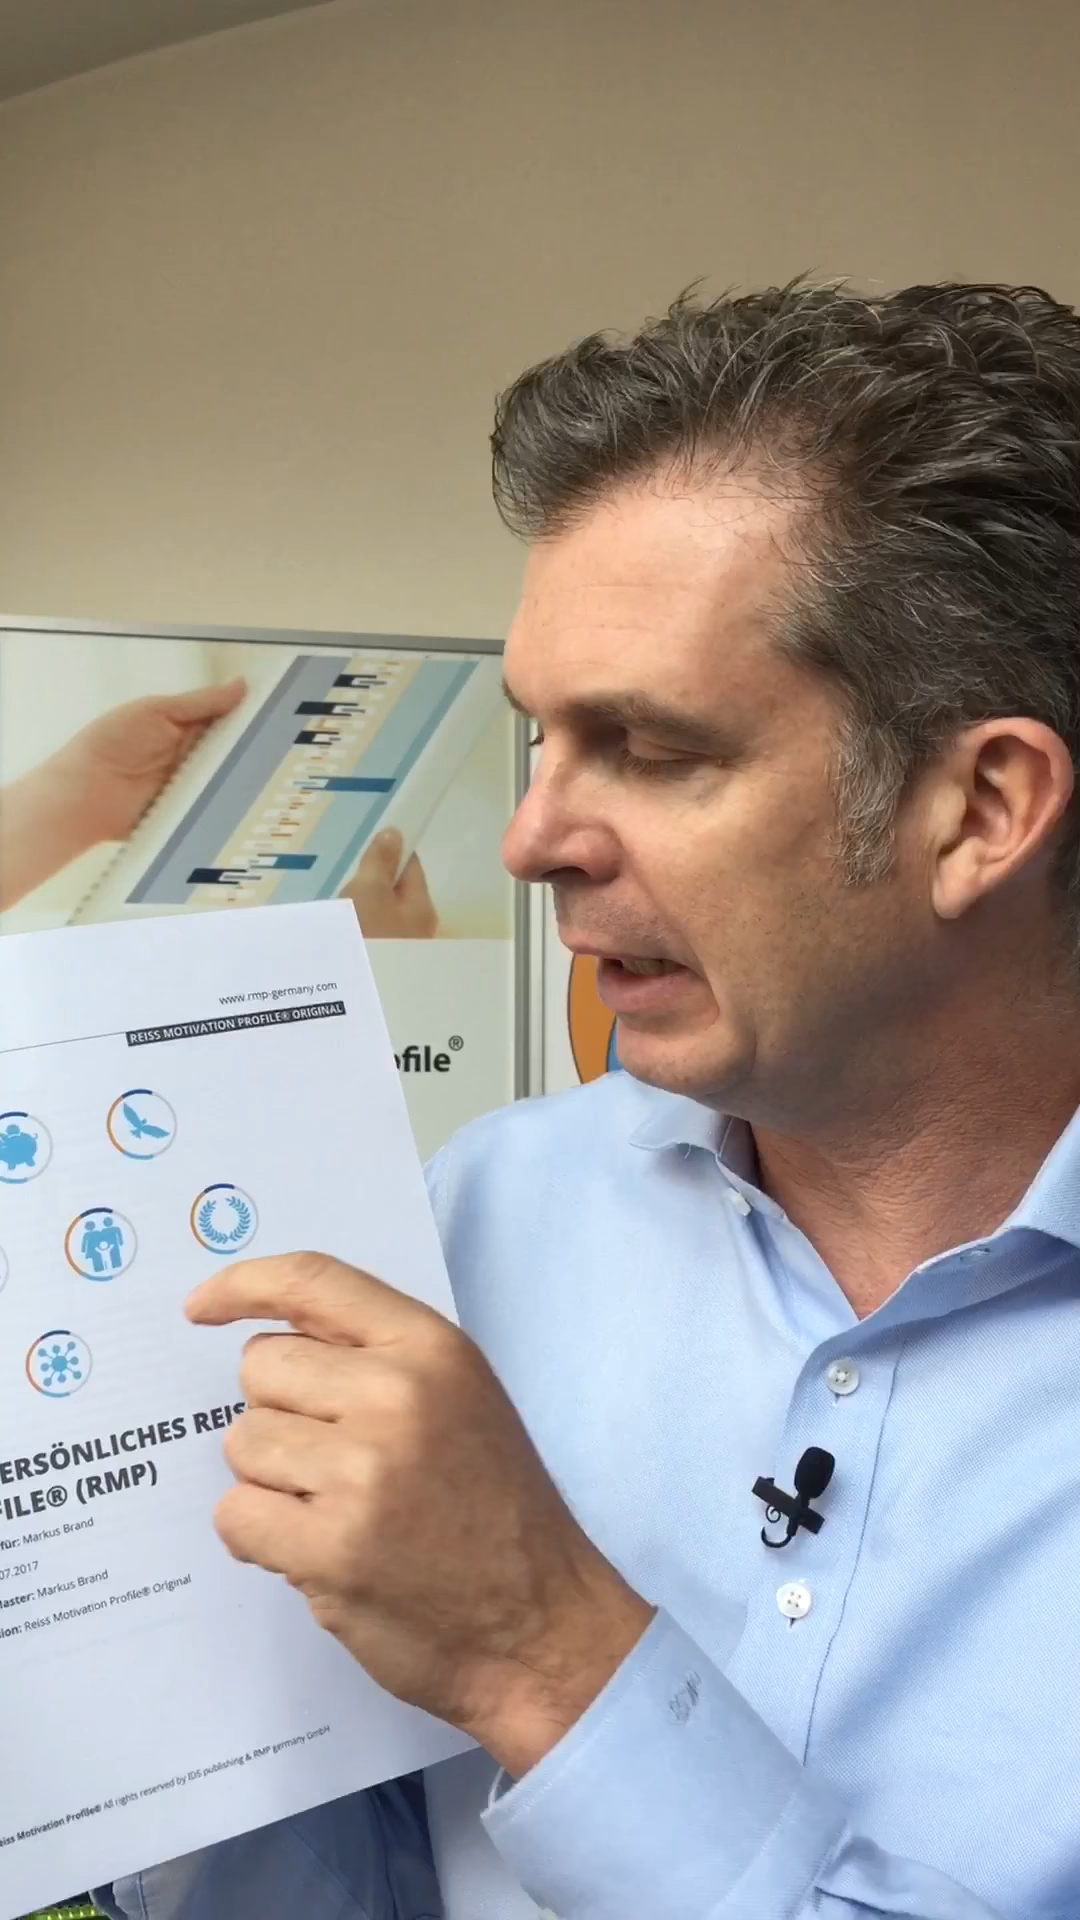 www.rmp-germany.com
REISS MOTIVATION PROFILE® ORIGINAL
ofile®
ERSÖNLICHES REIS
FILE® (RMP)
für: Markus Brand
07.2017
aster: Markus Brand
ion: Reiss Motivation Profile® Original
eiss Motivation Profile® All rights reserved by IDS publishing & RMP germany GmbH